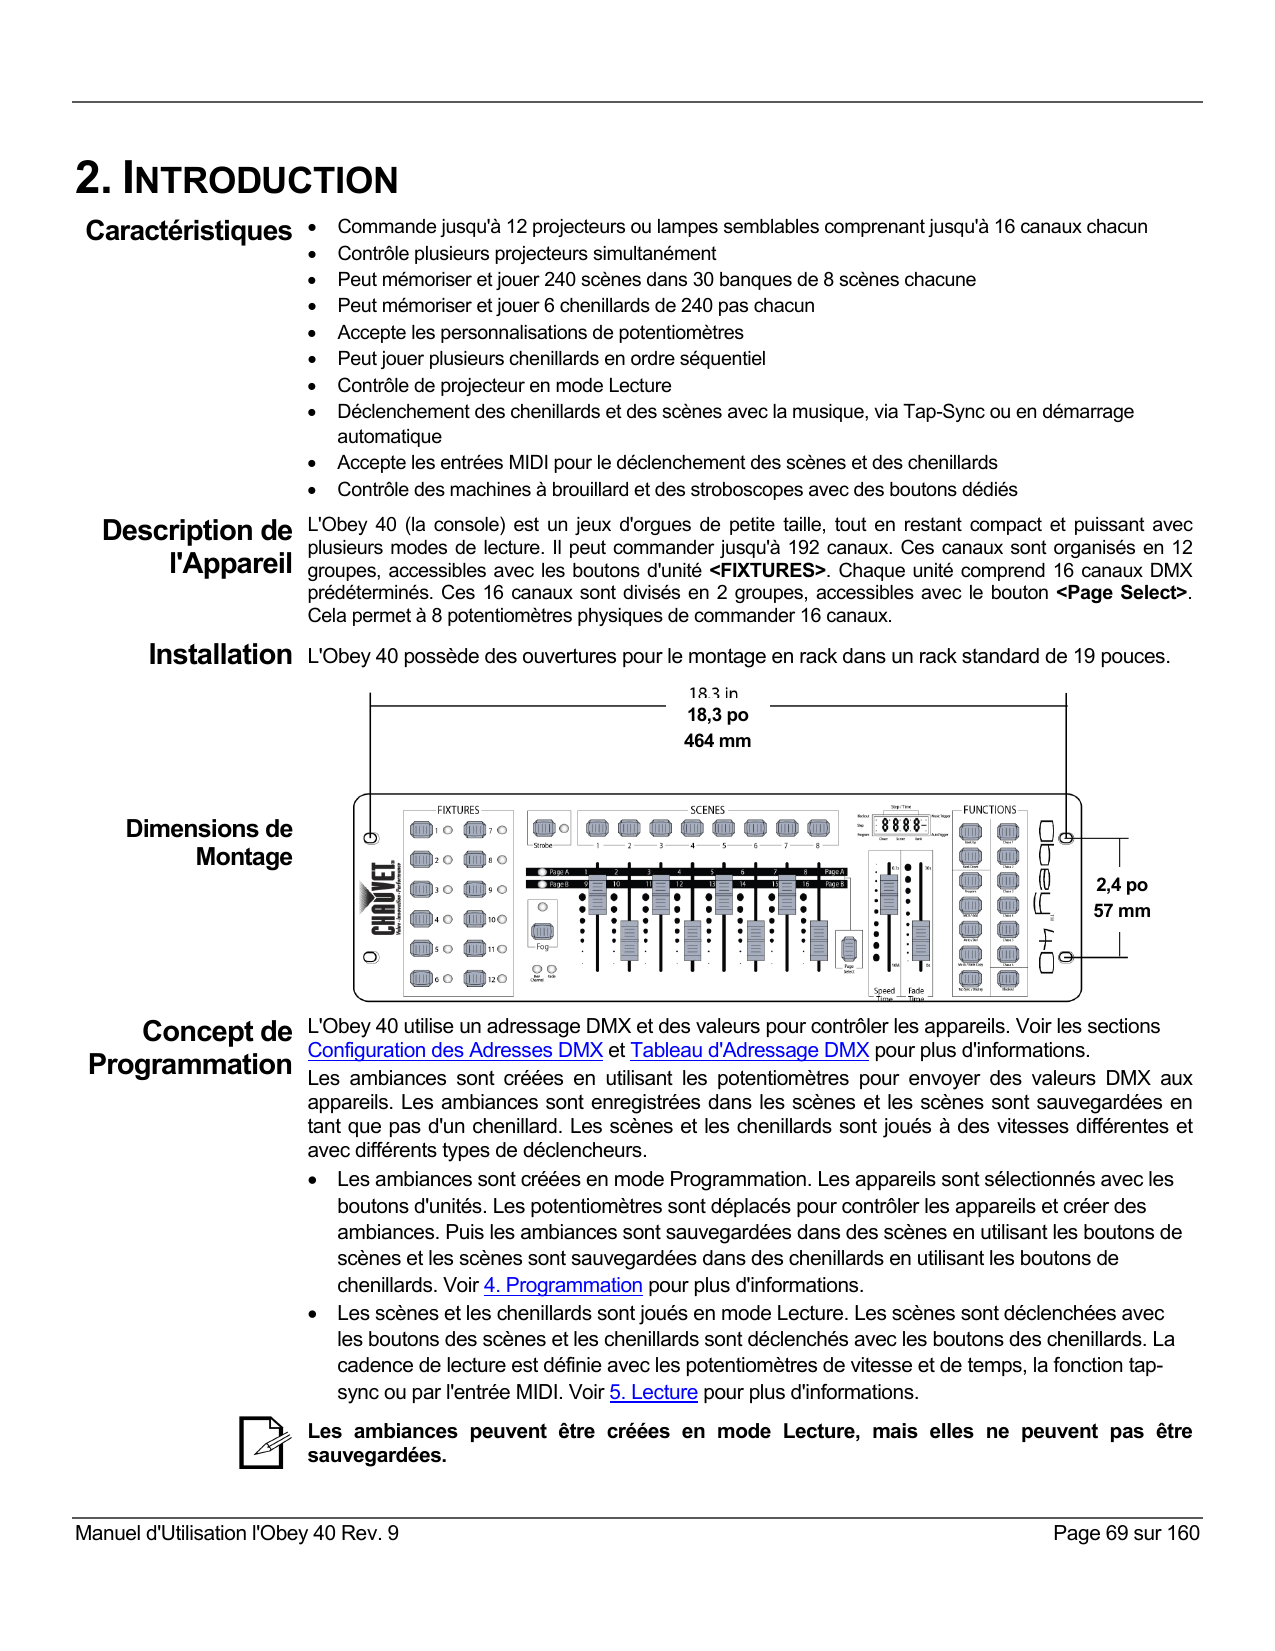 2. INTRODUCTION
Caractéristiques
• Commande jusqu'à 12 projecteurs ou lampes semblables comprenant jusqu'à 16 canaux chacun
• Contrôle plusieurs projecteurs simultanément
• Peut mémoriser et jouer 240 scènes dans 30 banques de 8 scènes chacune
• Peut mémoriser et jouer 6 chenillards de 240 pas chacun
• Accepte les personnalisations de potentiomètres
• Peut jouer plusieurs chenillards en ordre séquentiel
• Contrôle de projecteur en mode Lecture
• Déclenchement des chenillards et des scènes avec la musique, via Tap-Sync ou en démarrage
automatique
• Accepte les entrées MIDI pour le déclenchement des scènes et des chenillards
• Contrôle des machines à brouillard et des stroboscopes avec des boutons dédiés
Description de
l'Appareil
L'Obey 40 (la console) est un jeux d'orgues de petite taille, tout en restant compact et puissant avec
plusieurs modes de lecture. Il peut commander jusqu'à 192 canaux. Ces canaux sont organisés en 12
groupes, accessibles avec les boutons d'unité <FIXTURES>. Chaque unité comprend 16 canaux DMX
prédéterminés. Ces 16 canaux sont divisés en 2 groupes, accessibles avec le bouton <Page Select>.
Cela permet à 8 potentiomètres physiques de commander 16 canaux.
Installation
L'Obey 40 possède des ouvertures pour le montage en rack dans un rack standard de 19 pouces.
Dimensions de
Montage
18.3 in
18,3 po
464 mm
FIXTURES
1 7
2 8
3 9
4 10
5 11
6 12
CHAUVET
Strobe
SCENES
1 2 3 4 5 6 7 8
Page A 1 2 3 4 5 6 7 8 Page A
Page B 9 10 11 12 13 14 15 16 Page B
Fog
Page
Select
Step / Time
Speed
Time
Fade
Time
FUNCTIONS
obey 40
2,4 po
57 mm
Concept de
Programmation
L'Obey 40 utilise un adressage DMX et des valeurs pour contrôler les appareils. Voir les sections
Configuration des Adresses DMX et Tableau d'Adressage DMX pour plus d'informations.
Les ambiances sont créées en utilisant les potentiomètres pour envoyer des valeurs DMX aux
appareils. Les ambiances sont enregistrées dans les scènes et les scènes sont sauvegardées en
tant que pas d'un chenillard. Les scènes et les chenillards sont joués à des vitesses différentes et
avec différents types de déclencheurs.
• Les ambiances sont créées en mode Programmation. Les appareils sont sélectionnés avec les
boutons d'unités. Les potentiomètres sont déplacés pour contrôler les appareils et créer des
ambiances. Puis les ambiances sont sauvegardées dans des scènes en utilisant les boutons de
scènes et les scènes sont sauvegardées dans des chenillards en utilisant les boutons de
chenillards. Voir 4. Programmation pour plus d'informations.
• Les scènes et les chenillards sont joués en mode Lecture. Les scènes sont déclenchées avec
les boutons des scènes et les chenillards sont déclenchés avec les boutons des chenillards. La
cadence de lecture est définie avec les potentiomètres de vitesse et de temps, la fonction tap-
sync ou par l'entrée MIDI. Voir 5. Lecture pour plus d'informations.
Les ambiances peuvent être créées en mode Lecture, mais elles ne peuvent pas être
sauvegardées.
Manuel d'Utilisation l'Obey 40 Rev. 9
Page 69 sur 160